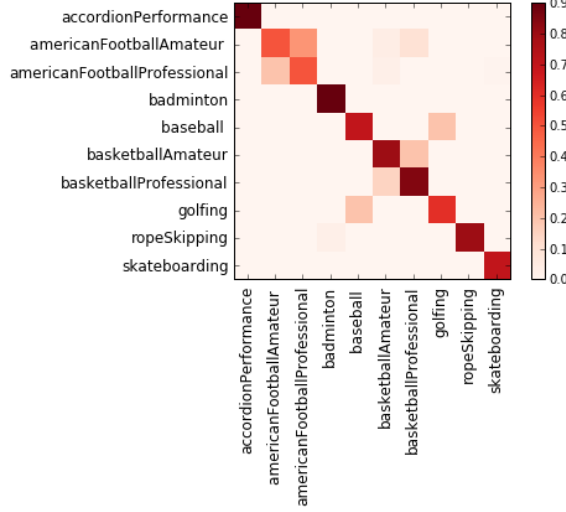 accordionPerformance
americanFootballAmateur
americanFootballProfessional
badminton
baseball
basketballAmateur
basketballProfessional
golfing
ropeSkipping
skateboarding
0.9
0.8
0.7
0.6
0.5
0.4
0.3
0.2
0.1
0.0
accordionPerformance
americanFootballAmateur
americanFootballProfessional
badminton
baseball
basketballAmateur
basketballProfessional
golfing
ropeSkipping
skateboarding